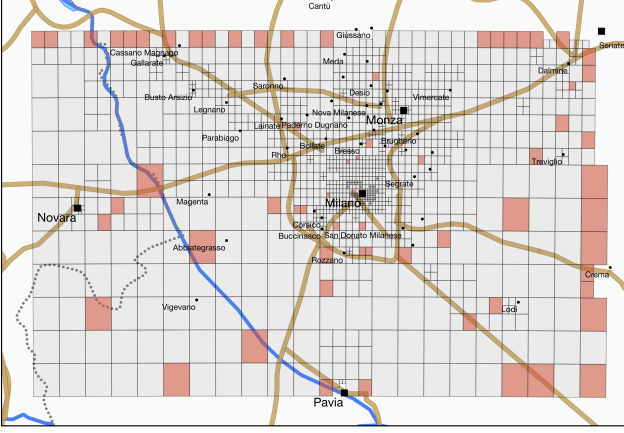 Cantù
Giussano
Seriate
Cassano Magnago
Gallarate
Meda
Dalmine
Saronno
Desio
Busto Arsizio
Vimercate
Legnano
Nova Milanese
Monza
Lainate Paderno Dugnano
Parabiago
Bollate
Brugherio
Rho
Bresso
Treviglio
Segrate
Magenta
Milano
Novara
Corsico
Buccinasco San Donato Milanese
Abbiategrasso
Rozzano
Crema
Vigevano
Lodi
Pavia